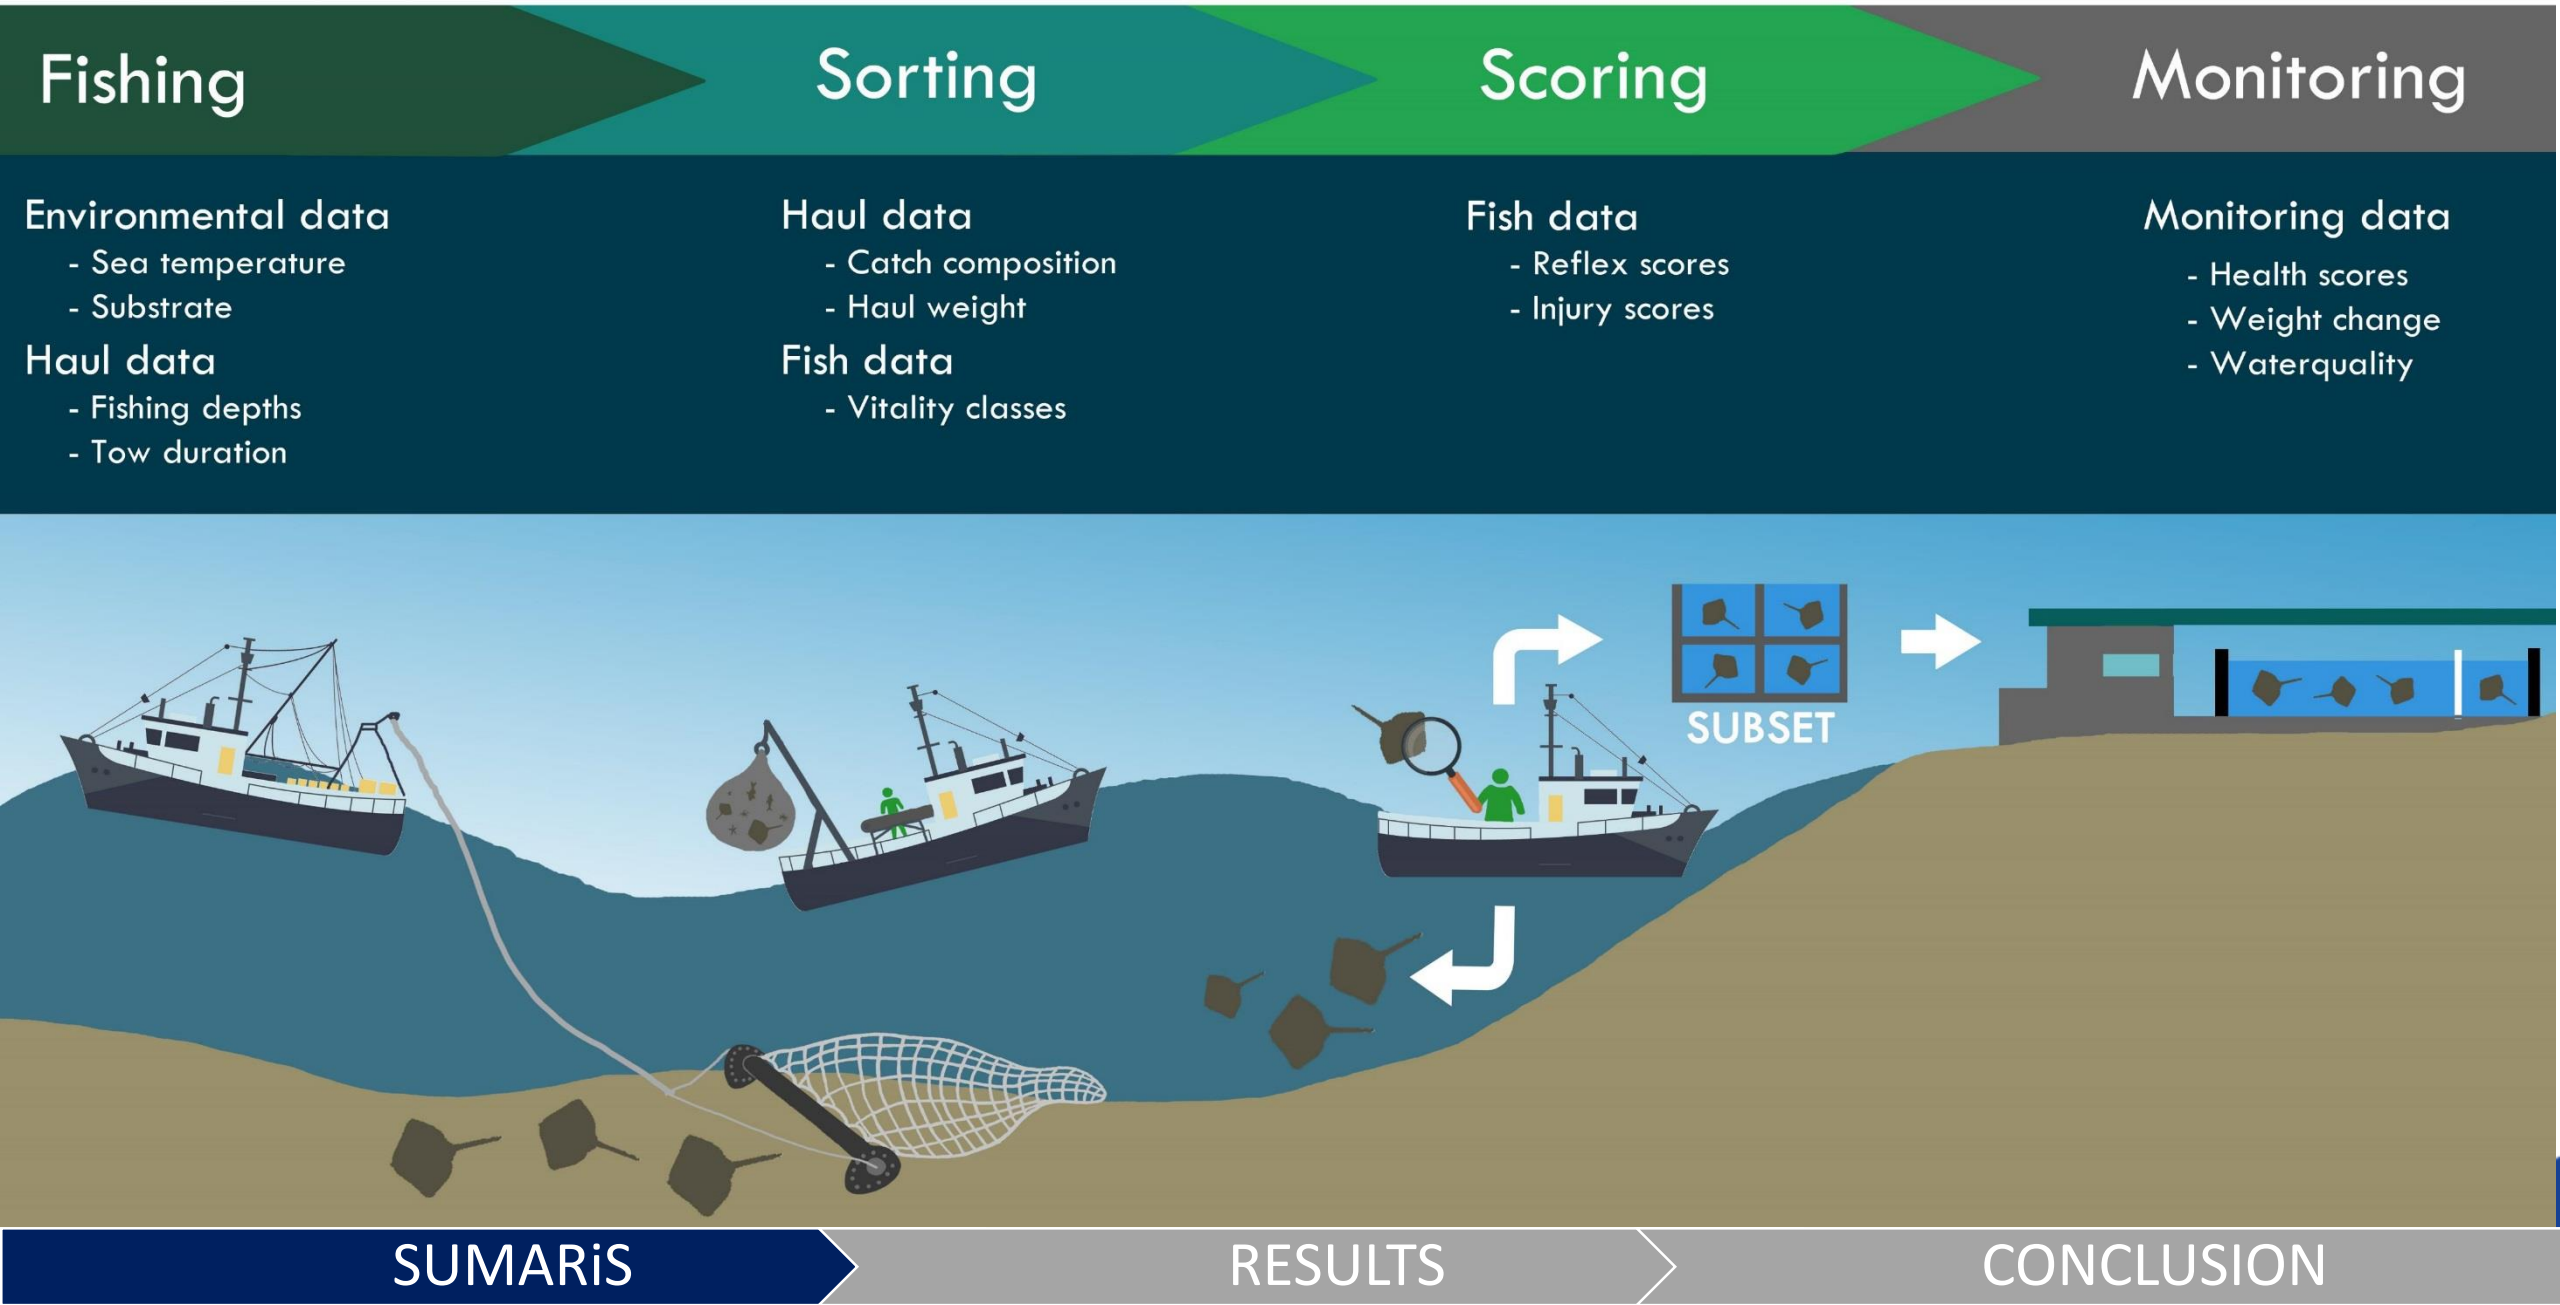 Fishing
Sorting
Scoring
Monitoring
Environmental data
- Sea temperature
- Substrate
Haul data
- Fishing depths
- Tow duration
Haul data
- Catch composition
- Haul weight
Fish data
- Vitality classes
Fish data
- Reflex scores
- Injury scores
Monitoring data
- Health scores
- Weight change
- Waterquality
SUBSET
SUMARiS
RESULTS
CONCLUSION